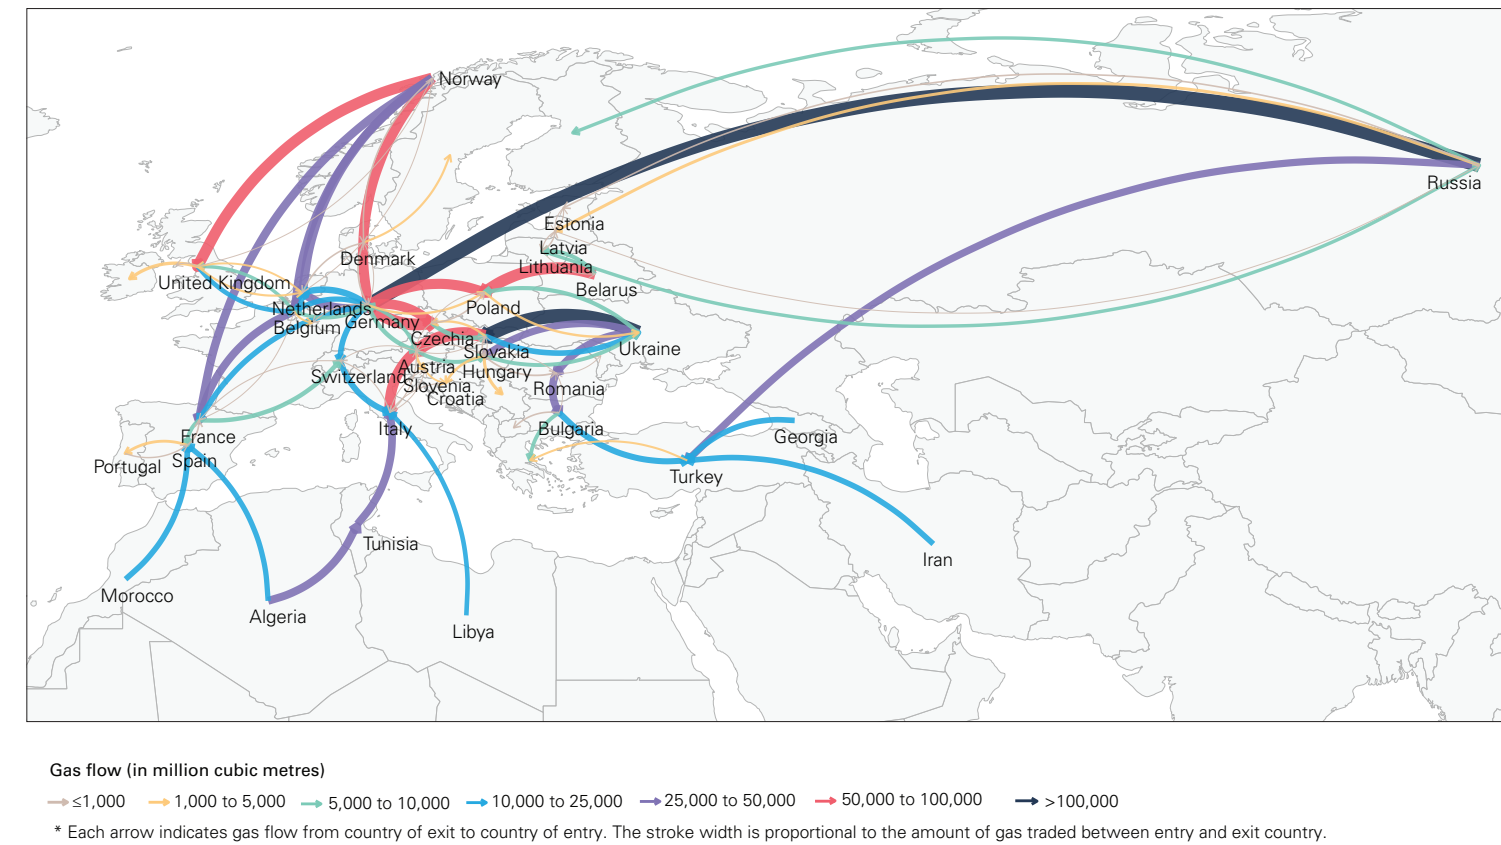 Norway
Russia
Estonia
Latvia
Denmark
Lithuania
United Kingdom
Belarus
Netherlands
Poland
Germany
Belgium
Czechia
Slovakia
Ukraine
Austria
Hungary
Switzerland
Slovenia
Romania
Croatia
Italy
Bulgaria
France
Georgia
Portugal
Spain
Turkey
Tunisia
Iran
Morocco
Algeria
Libya
Gas flow (in million cubic metres)
≤1,000 1,000 to 5,000 5,000 to 10,000 10,000 to 25,000 25,000 to 50,000 50,000 to 100,000 >100,000
* Each arrow indicates gas flow from country of exit to country of entry. The stroke width is proportional to the amount of gas traded between entry and exit country.